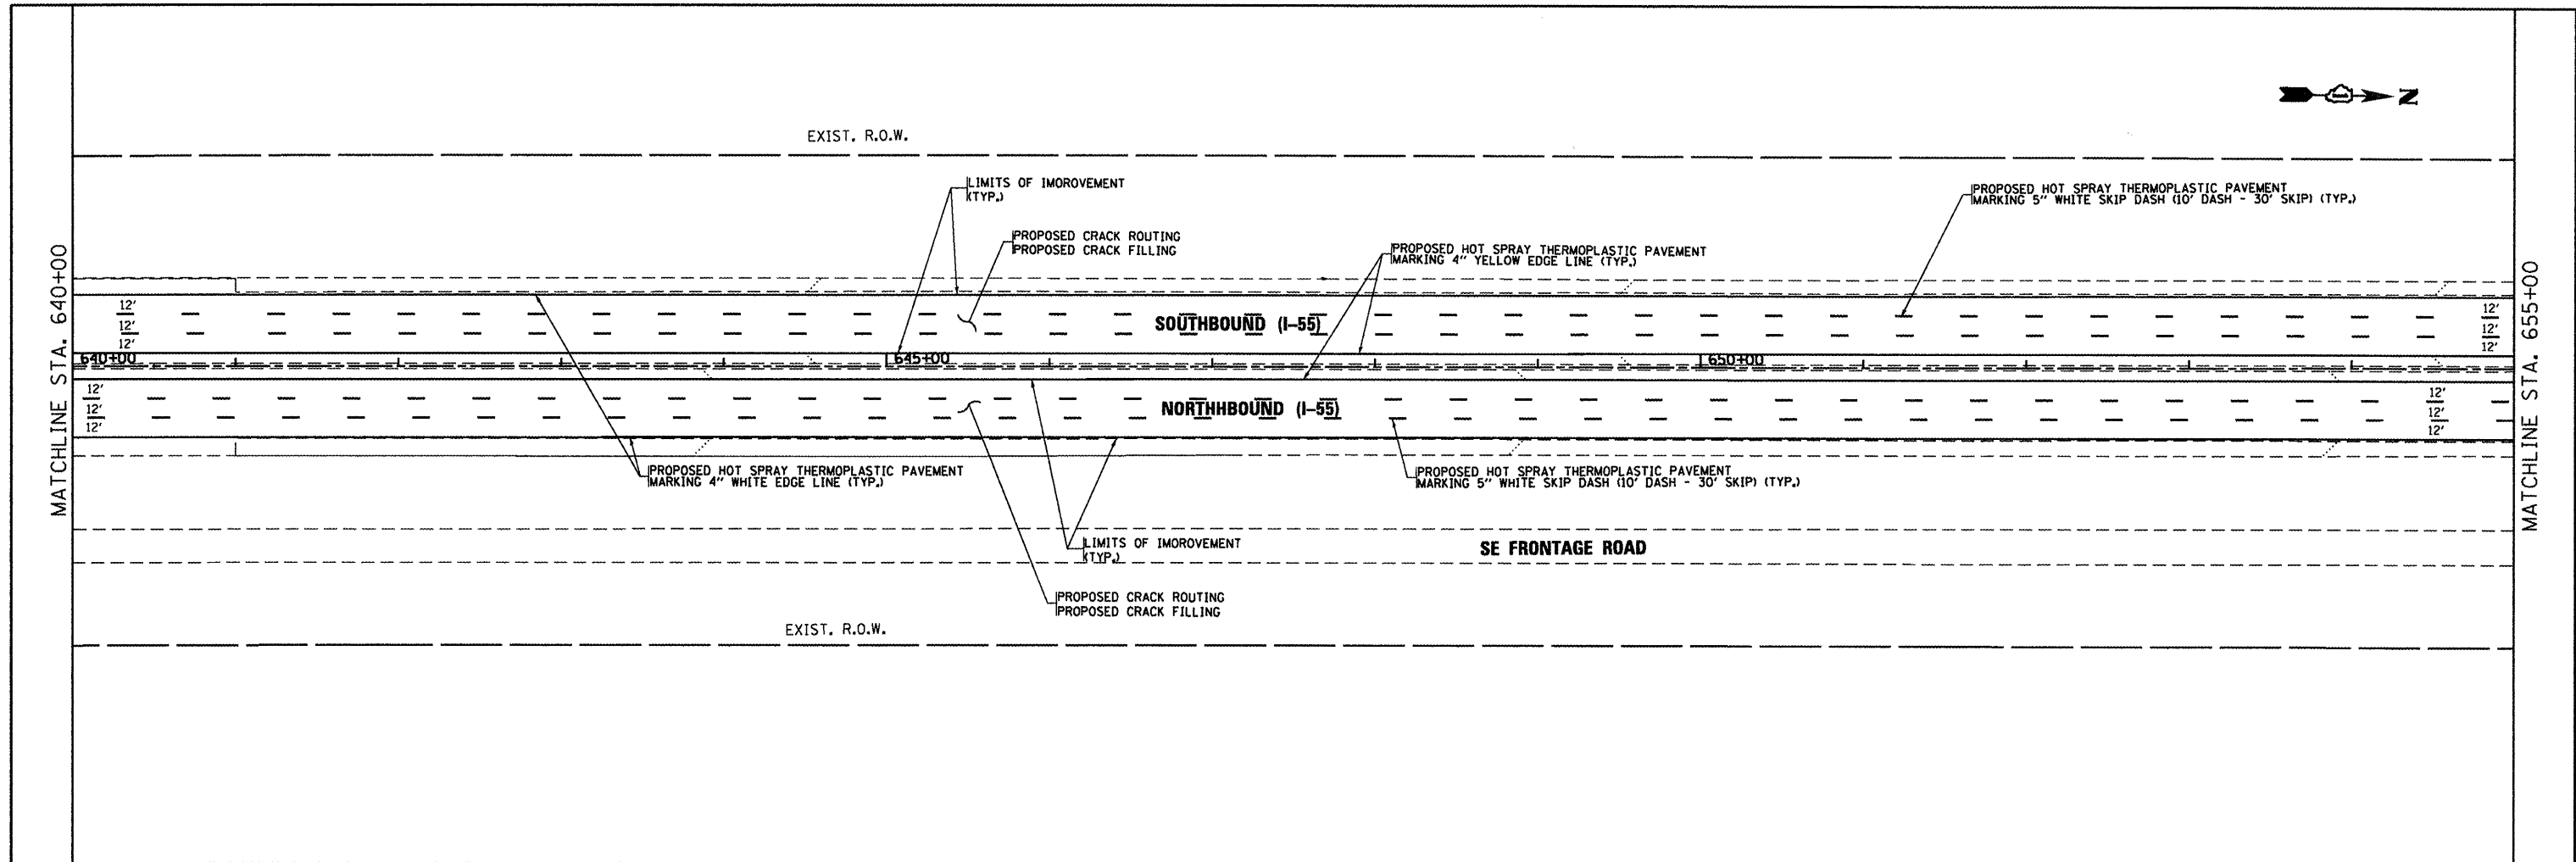 N
EXIST. R.O.W.
LIMITS OF IMOROVEMENT
(TYP.)
PROPOSED HOT SPRAY THERMOPLASTIC PAVEMENT
MARKING 5" WHITE SKIP DASH (10' DASH - 30' SKIP) (TYP.)
PROPOSED CRACK ROUTING
PROPOSED CRACK FILLING
PROPOSED HOT SPRAY THERMOPLASTIC PAVEMENT
MARKING 4" YELLOW EDGE LINE (TYP.)
MATCHLINE STA. 640+00
MATCHLINE STA. 655+00
12'
12'
12'
SOUTHBOUND (I-55)
12'
12'
12'
640+00
645+00
650+00
12'
12'
12'
NORTHHBOUND (I-55)
12'
12'
12'
PROPOSED HOT SPRAY THERMOPLASTIC PAVEMENT
MARKING 4" WHITE EDGE LINE (TYP.)
PROPOSED HOT SPRAY THERMOPLASTIC PAVEMENT
MARKING 5" WHITE SKIP DASH (10' DASH - 30' SKIP) (TYP.)
LIMITS OF IMOROVEMENT
(TYP.)
SE FRONTAGE ROAD
PROPOSED CRACK ROUTING
PROPOSED CRACK FILLING
EXIST. R.O.W.